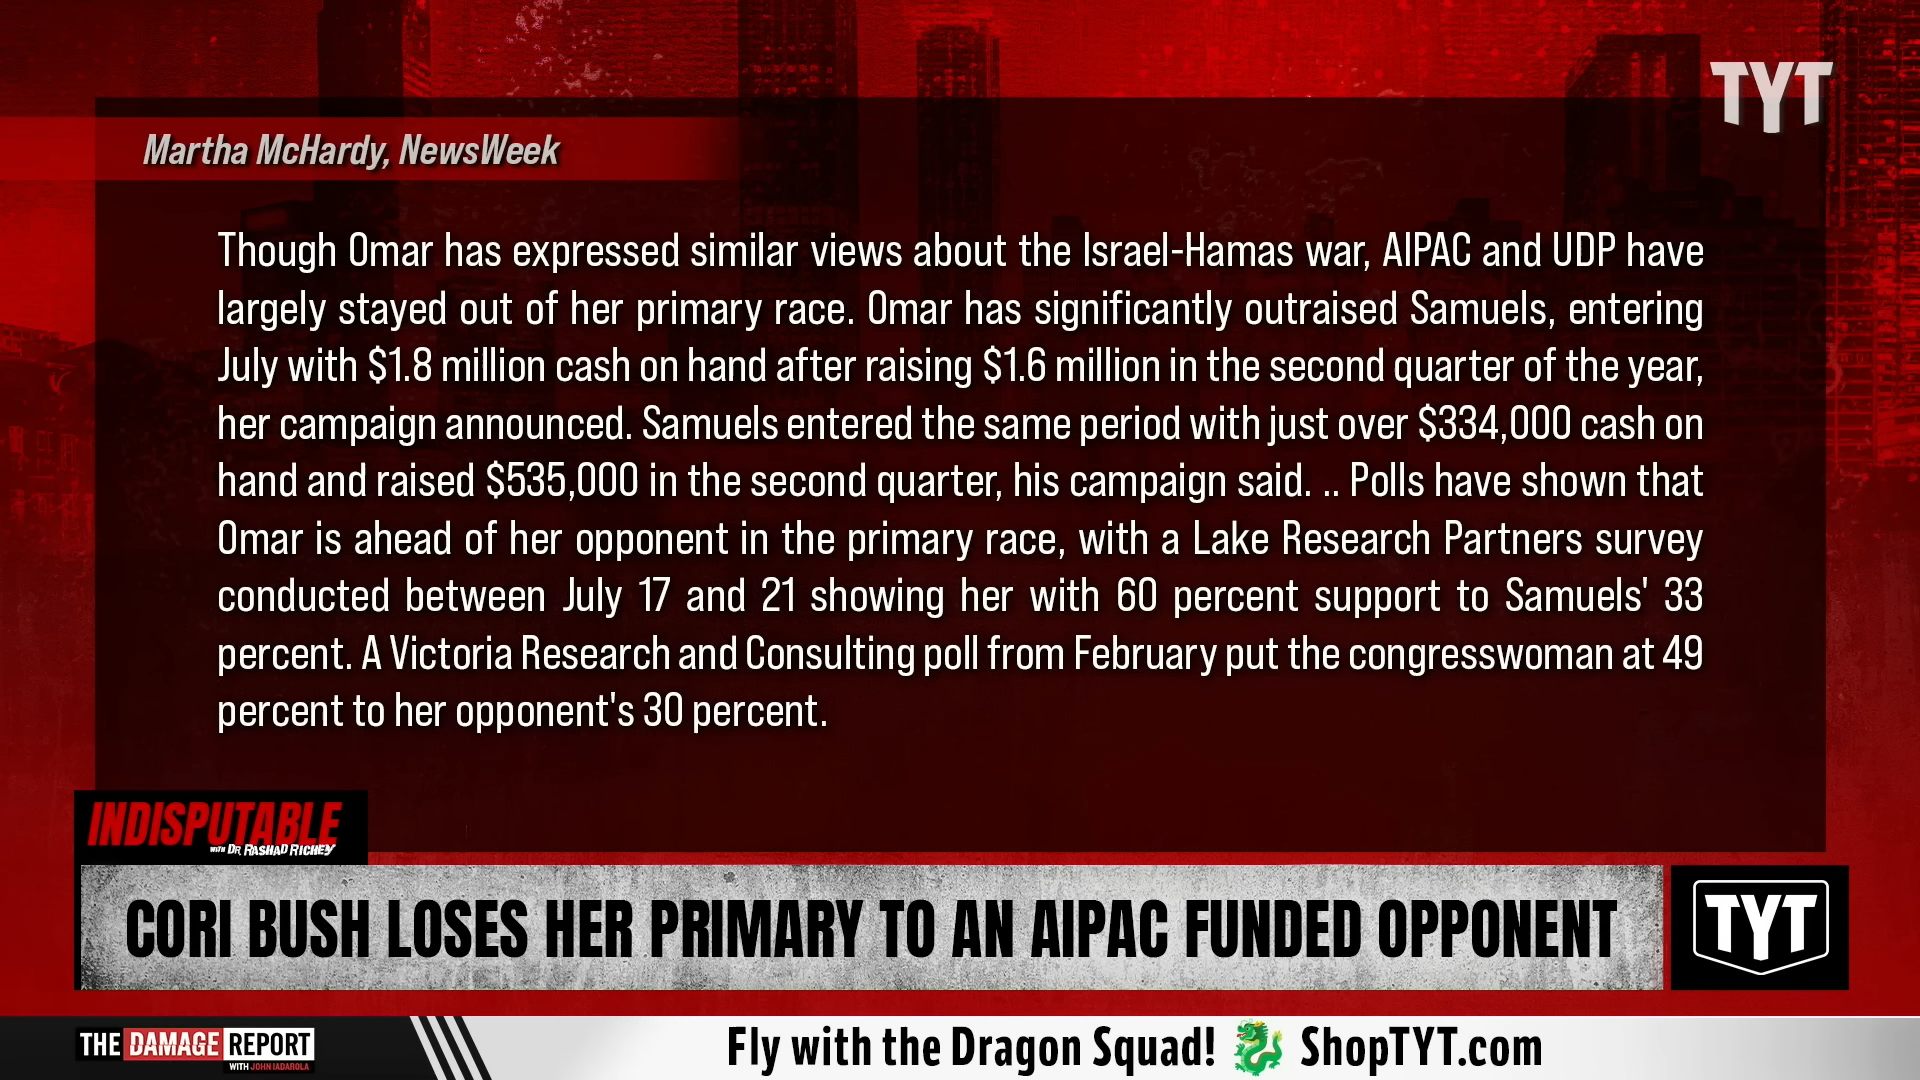 TYT
Martha McHardy, NewsWeek
Though Omar has expressed similar views about the Israel-Hamas war, AIPAC and UDP have
largely stayed out of her primary race. Omar has significantly outraised Samuels, entering
July with $1.8 million cash on hand after raising $1.6 million in the second quarter of the year,
her campaign announced. Samuels entered the same period with just over $334,000 cash on
hand and raised $535,000 in the second quarter, his campaign said. .. Polls have shown that
Omar is ahead of her opponent in the primary race, with a Lake Research Partners survey
conducted between July 17 and 21 showing her with 60 percent support to Samuels' 33
percent. A Victoria Research and Consulting poll from February put the congresswoman at 49
percent to her opponent's 30 percent.
INDISPUTABLE
WITH DR RASHAD RICHEY
CORI BUSH LOSES HER PRIMARY TO AN AIPAC FUNDED OPPONENT
TYT
THE DAMAGE REPORT
WITH JOHN IADAROLA
Fly with the Dragon Squad! ShopTYT.com